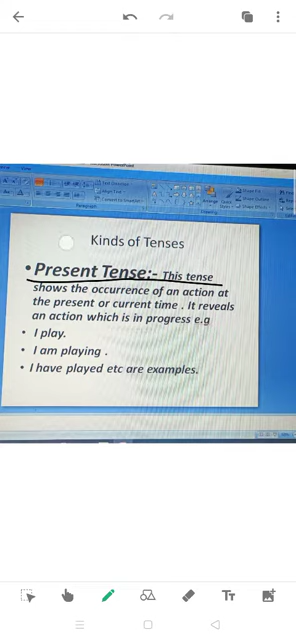 Kinds of Tenses
• Present Tense:- This tense
shows the occurrence of an action at
the present or current time . It reveals
an action which is in progress e.g
• I play.
• I am playing .
• I have played etc are examples.